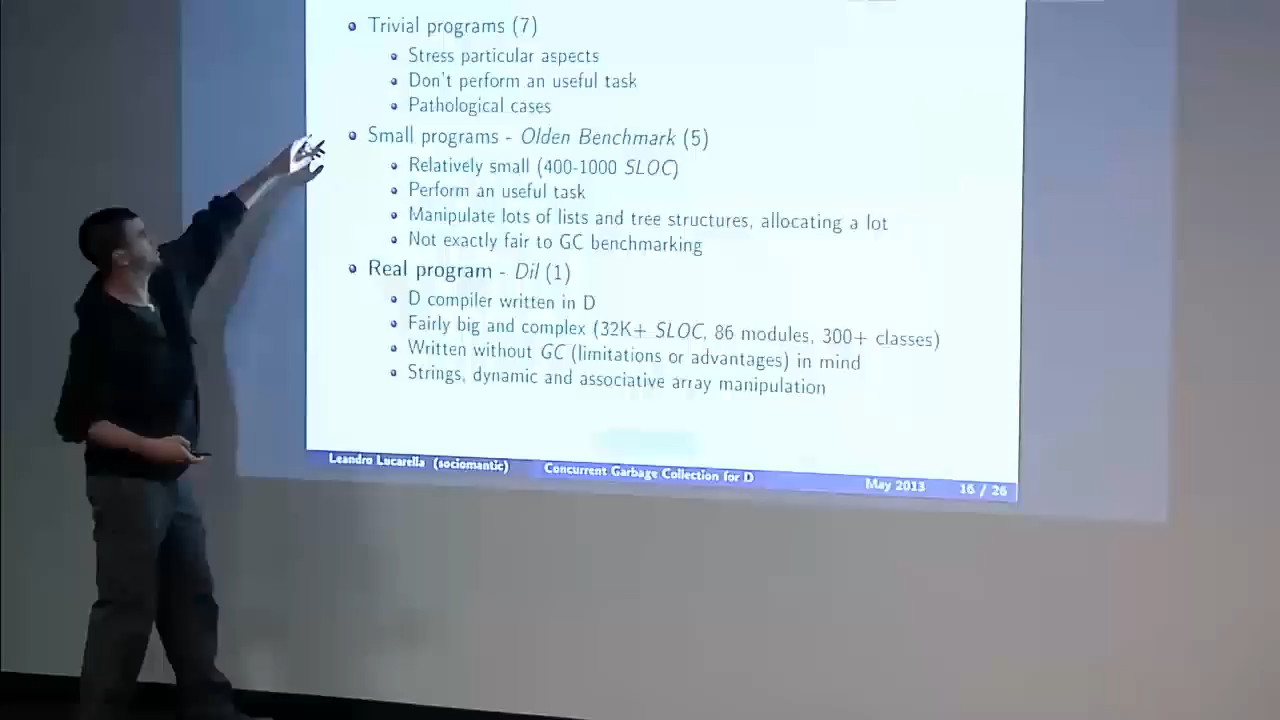 Trivial programs (7)
Stress particular aspects
Don't perform an useful task
Pathological cases
Small programs - Olden Benchmark (5)
Relatively small (400-1000 SLOC)
Perform an useful task
Manipulate lots of lists and tree structures, allocating a lot
Not exactly fair to GC benchmarking
Real program - Dil (1)
D compiler written in D
Fairly big and complex (32K+ SLOC, 86 modules, 300+ classes)
Written without GC (limitations or advantages) in mind
Strings, dynamic and associative array manipulation
Leandro Lucarella (sociomantic) Concurrent Garbage Collection for D May 2013 16 / 26